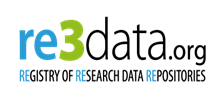 re3data.org
REGISTRY OF RESEARCH DATA REPOSITORIES